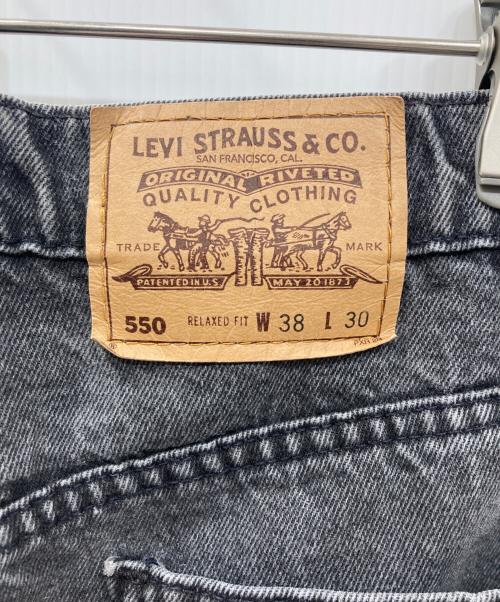 LEVI STRAUSS & CO.
SAN FRANCISCO, CAL.
ORIGINAL RIVETED
QUALITY CLOTHING
TRADE MARK
PATENTED IN U.S. MAY 20 1873
550 RELAXED FIT W 38 L 30
®